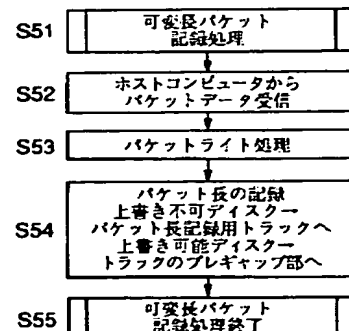 S51
可変長パケット
記録処理
S52
ホストコンピュータから
パケットデータ受信
S53
パケットライト処理
S54
パケット長の記録
上書き不可ディスクー
パケット長記録用トラックへ
上書き可能ディスクー
トラックのプレギャップ部へ
S55
可変長パケット
記録処理終了